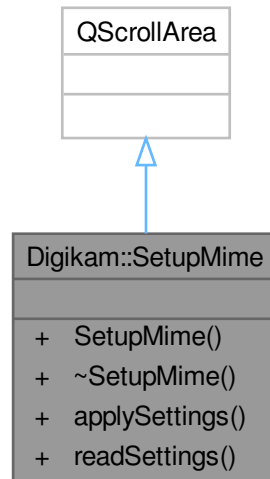 QScrollArea
Digikam::SetupMime
+ SetupMime()
+ ~SetupMime()
+ applySettings()
+ readSettings()